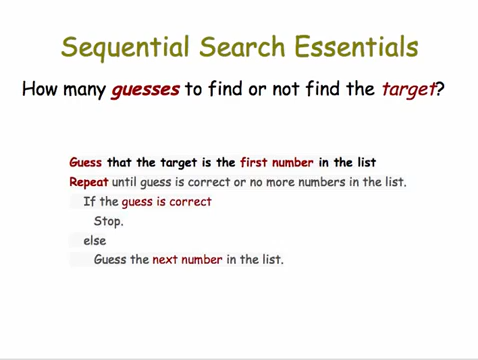 Sequential Search Essentials
How many guesses to find or not find the target?
Guess that the target is the first number in the list
Repeat until guess is correct or no more numbers in the list.
If the guess is correct
Stop.
else
Guess the next number in the list.